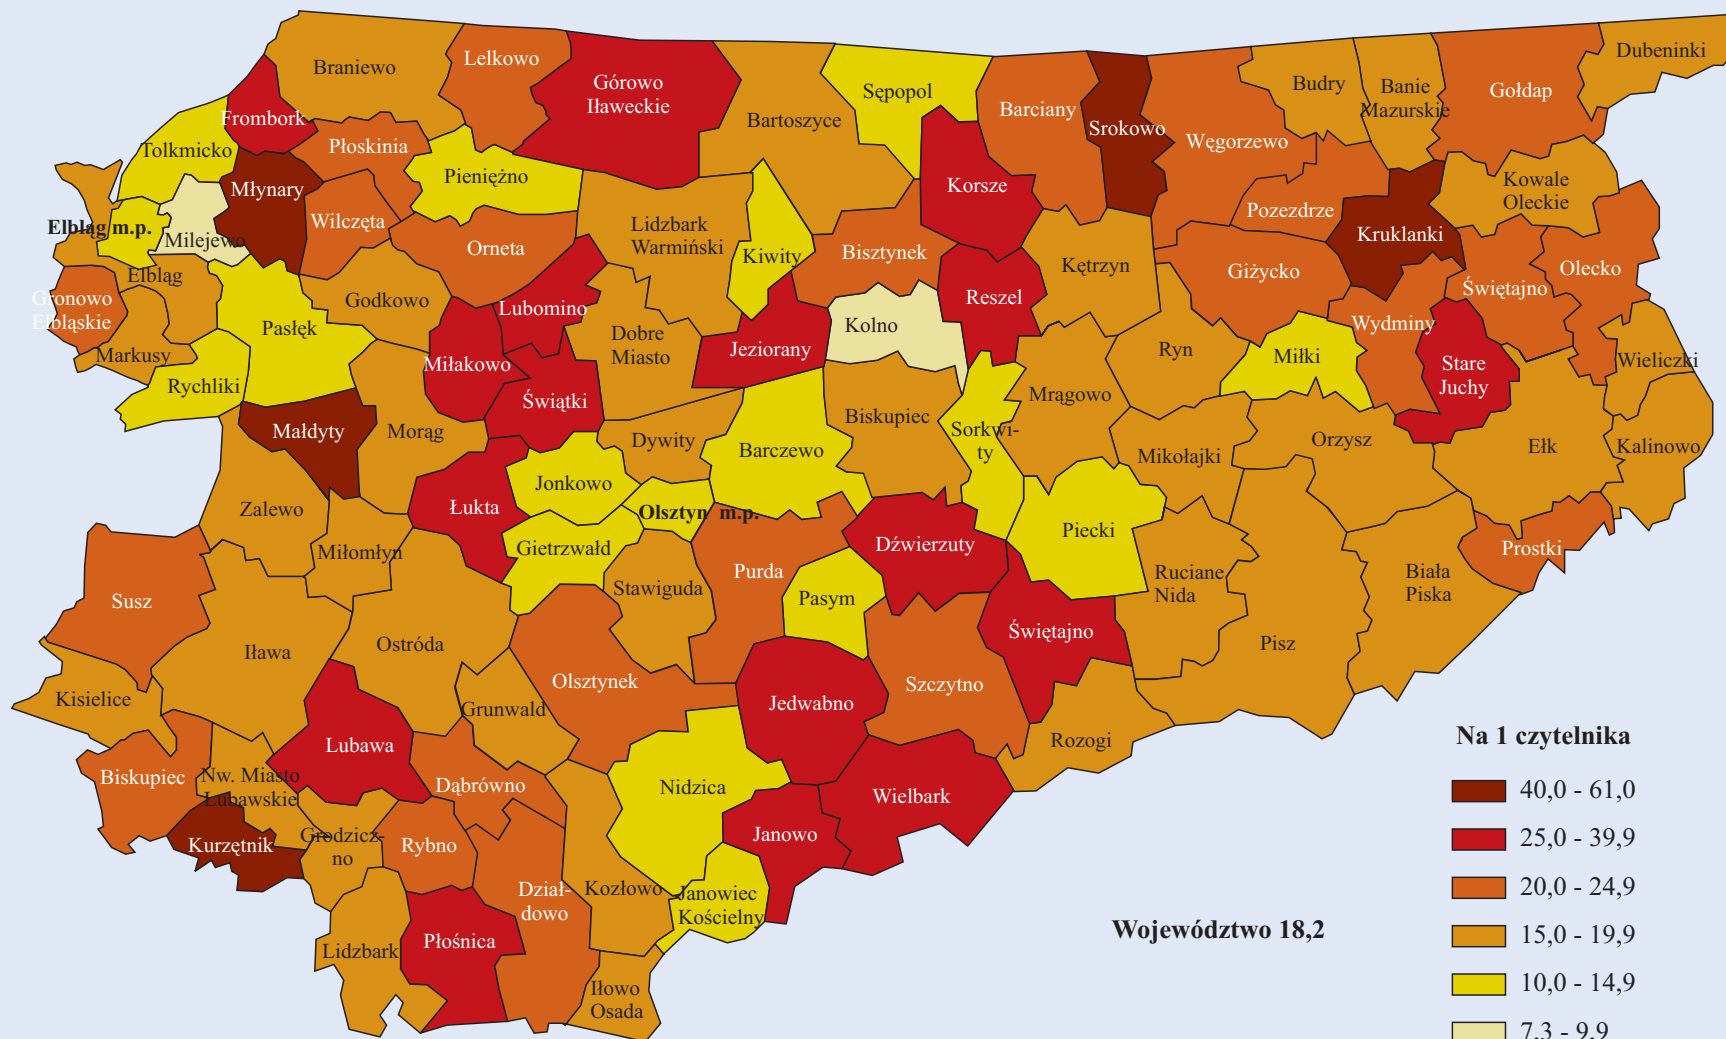 Braniewo
Lelkowo
Górowo
Iławeckie
Bartoszyce
Sępopol
Barciany
Srokowo
Węgorzewo
Budry
Banie
Mazurskie
Gołdap
Dubeninki
Frombork
Tolkmicko
Płoskinia
Pieniężno
Młynary
Wilczęta
Korsze
Pozezdrze
Kowale
Oleckie
Kruklanki
Elbląg m.p.
Milejewo
Orneta
Lidzbark
Warmiński
Kiwity
Bisztynek
Kętrzyn
Giżycko
Olecko
Świętajno
Elbląg
Gronowo
Elbląskie
Godkowo
Lubomino
Reszel
Pasłęk
Dobre
Miasto
Kolno
Wydminy
Markusy
Miłakowo
Jeziorany
Ryn
Miłki
Stare
Juchy
Wieliczki
Rychliki
Świątki
Mrągowo
Biskupiec
Małdyty
Morąg
Dywity
Barczewo
Sorkwi-
ty
Mikołajki
Orzysz
Ełk
Kalinowo
Zalewo
Łukta
Jonkowo
Olsztyn m.p.
Piecki
Miłomłyn
Gietrzwałd
Dźwierzuty
Prostki
Susz
Stawiguda
Purda
Pasym
Ruciane
Nida
Biała
Piska
Iława
Ostróda
Świętajno
Pisz
Kisielice
Olsztynek
Szczytno
Grunwald
Jedwabno
Rozogi
Lubawa
Biskupiec
Nw. Miasto
Lubawskie
Dąbrówno
Nidzica
Wielbark
Kurzętnik
Grodzicz-
no
Rybno
Janowo
Dział-
dowo
Kozłowo
Janowiec
Kościelny
Lidzbark
Płośnica
Iłowo
Osada
Województwo 18,2
Na 1 czytelnika
40,0 - 61,0
25,0 - 39,9
20,0 - 24,9
15,0 - 19,9
10,0 - 14,9
7,3 - 9,9